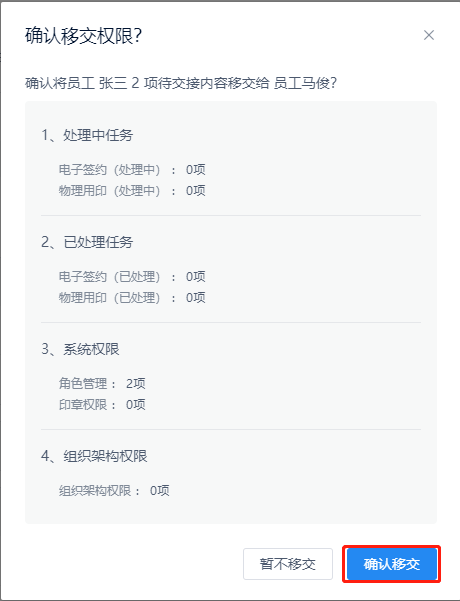 确认移交权限?
确认将员工 张三 2 项待交接内容移交给 员工马俊?
1、处理中任务
电子签约（处理中）： 0项
物理用印（处理中）： 0项
2、已处理任务
电子签约（已处理）： 0项
物理用印（已处理）： 0项
3、系统权限
角色管理： 2项
印章权限： 0项
4、组织架构权限
组织架构权限： 0项
暂不移交 确认移交